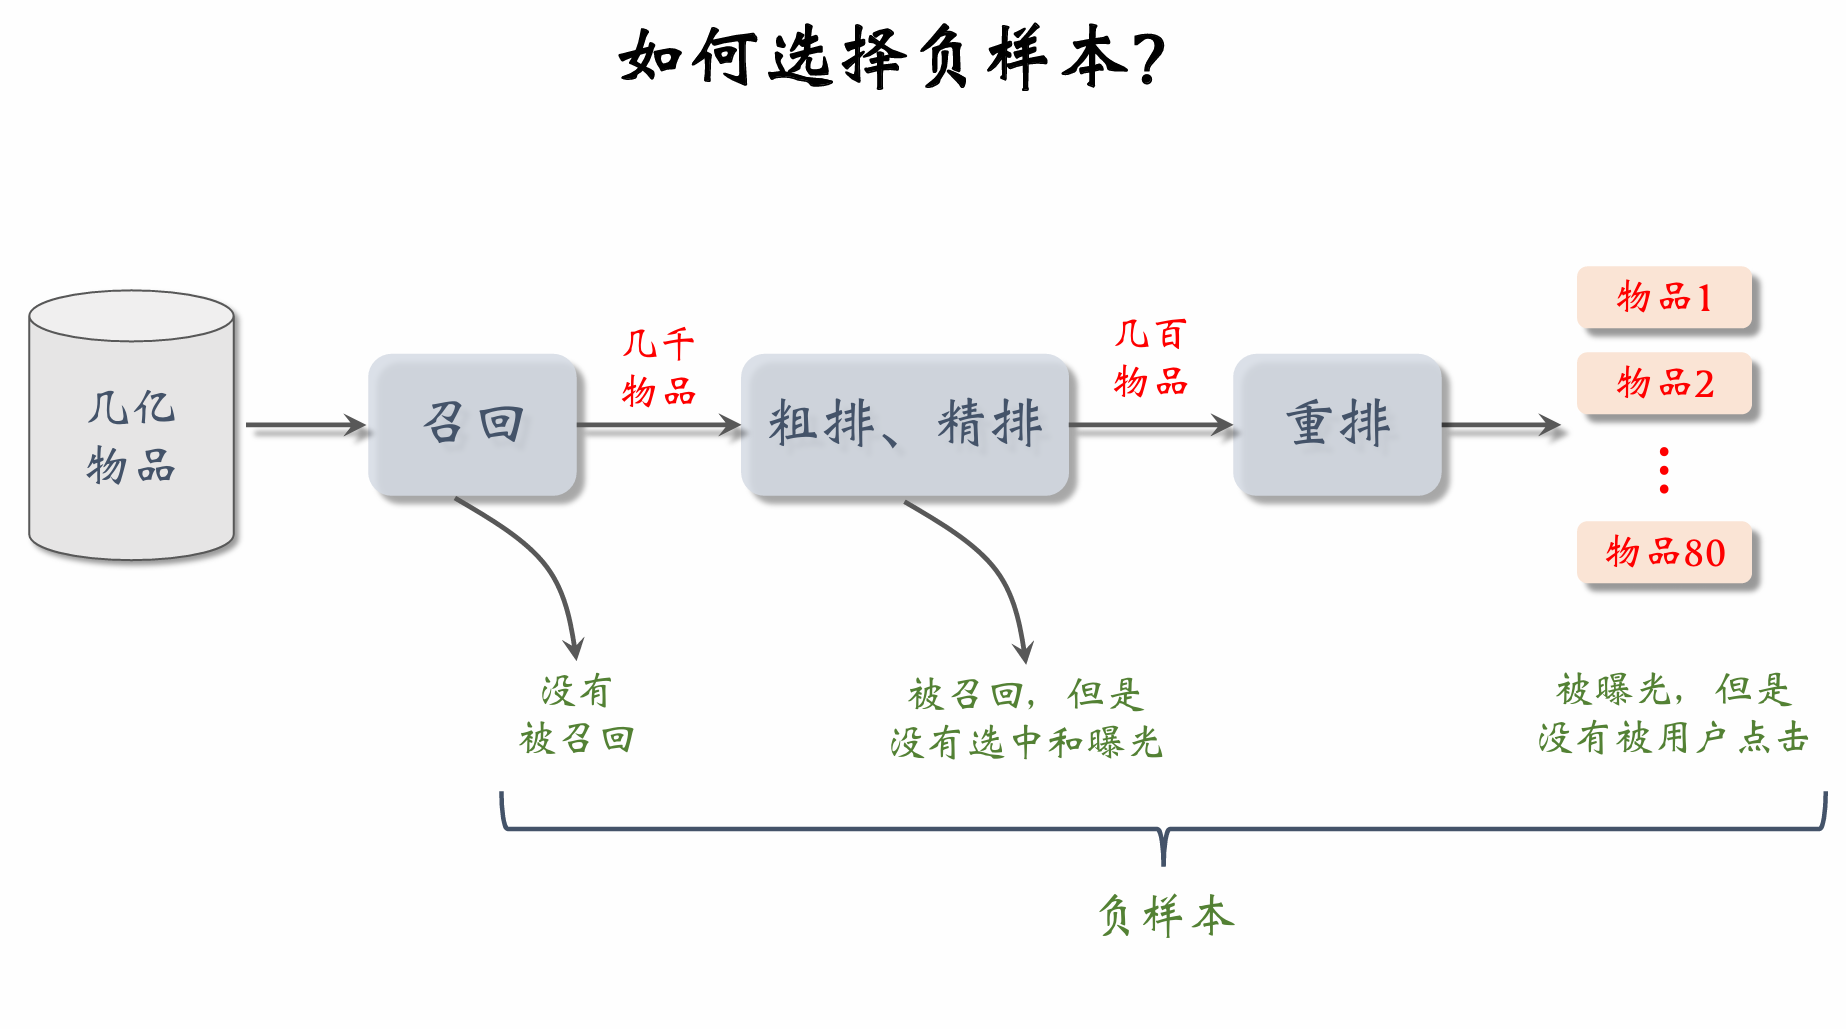 如何选择负样本?
几亿
物品
召回
几千
物品
粗排、精排
几百
物品
重排
物品1
物品2
物品80
没有
被召回
被召回，但是
没有选中和曝光
被曝光，但是
没有被用户点击
负样本